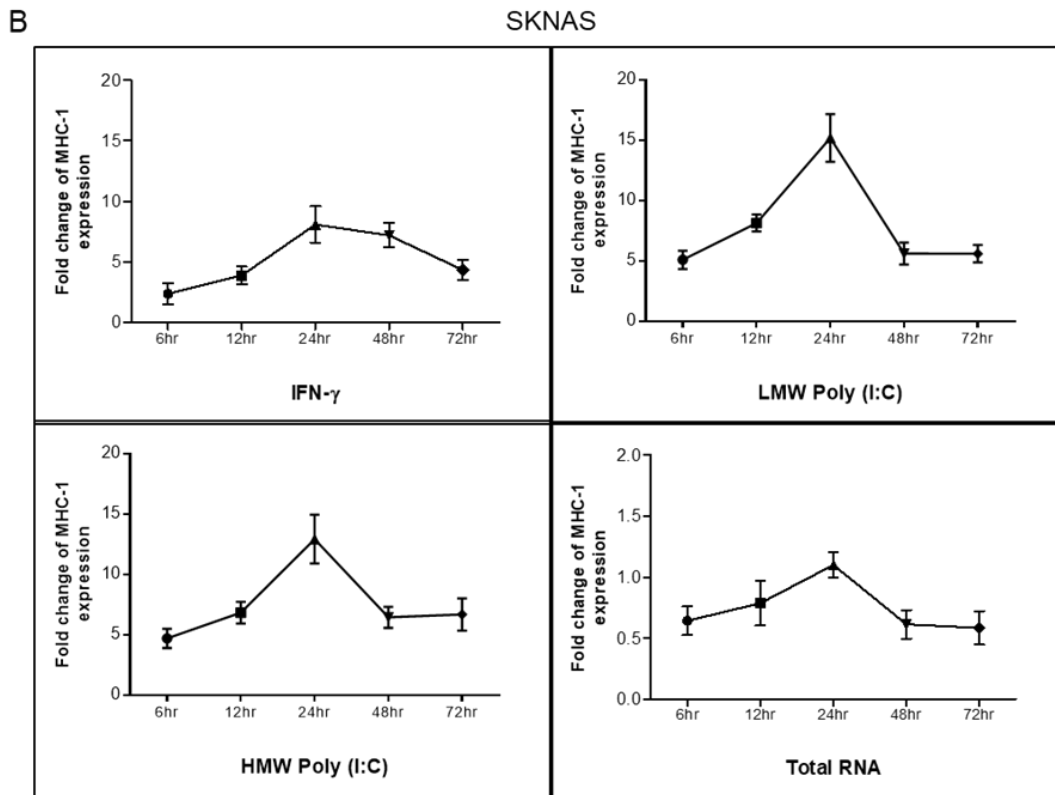 B
SKNAS
Fold change of MHC-1
expression
20
15
10
5
0
6hr 12hr 24hr 48hr 72hr
IFN-γ
Fold change of MHC-1
expression
20
15
10
5
0
6hr 12hr 24hr 48hr 72hr
LMW Poly (I:C)
Fold change of MHC-1
expression
20
15
10
5
0
6hr 12hr 24hr 48hr 72hr
HMW Poly (I:C)
Fold change of MHC-1
expression
2.0
1.5
1.0
0.5
0.0
6hr 12hr 24hr 48hr 72hr
Total RNA